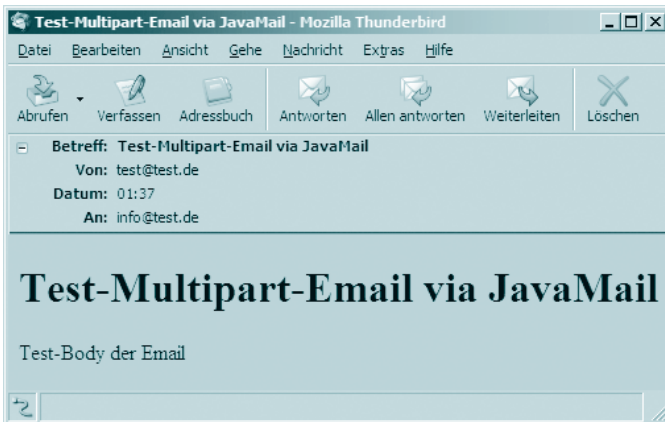 Test-Multipart-Email via JavaMail - Mozilla Thunderbird
Datei Bearbeiten Ansicht Gehe Nachricht Extras Hilfe
Abrufen Verfassen Adressbuch Antworten Allen antworten Weiterleiten Löschen
Betreff: Test-Multipart-Email via JavaMail
Von: test@test.de
Datum: 01:37
An: info@test.de
Test-Multipart-Email via JavaMail
Test-Body der Email